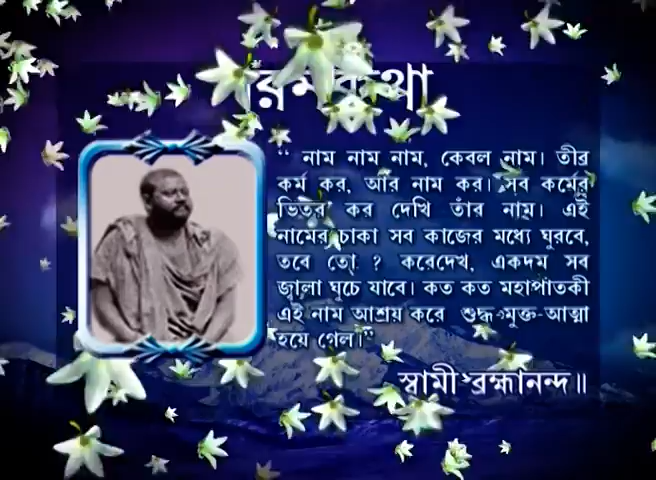 “ নাম নাম নাম, কেবল নাম। তীব্র
কর্ম কর, আর নাম কর। সব কর্মের
ভিতর কর দেখি তাঁর নাম। এই
নামের চাকা সব কাজের মধ্যে ঘুরবে,
তবে তো ? করেদেখ, একদম সব
জ্বালা ঘুচে যাবে। কত কত মহাপাতকী
এই নাম আশ্রয় করে শুদ্ধ-মুক্ত-আত্মা
হয়ে গেল।”
স্বামী ব্রহ্মানন্দ॥